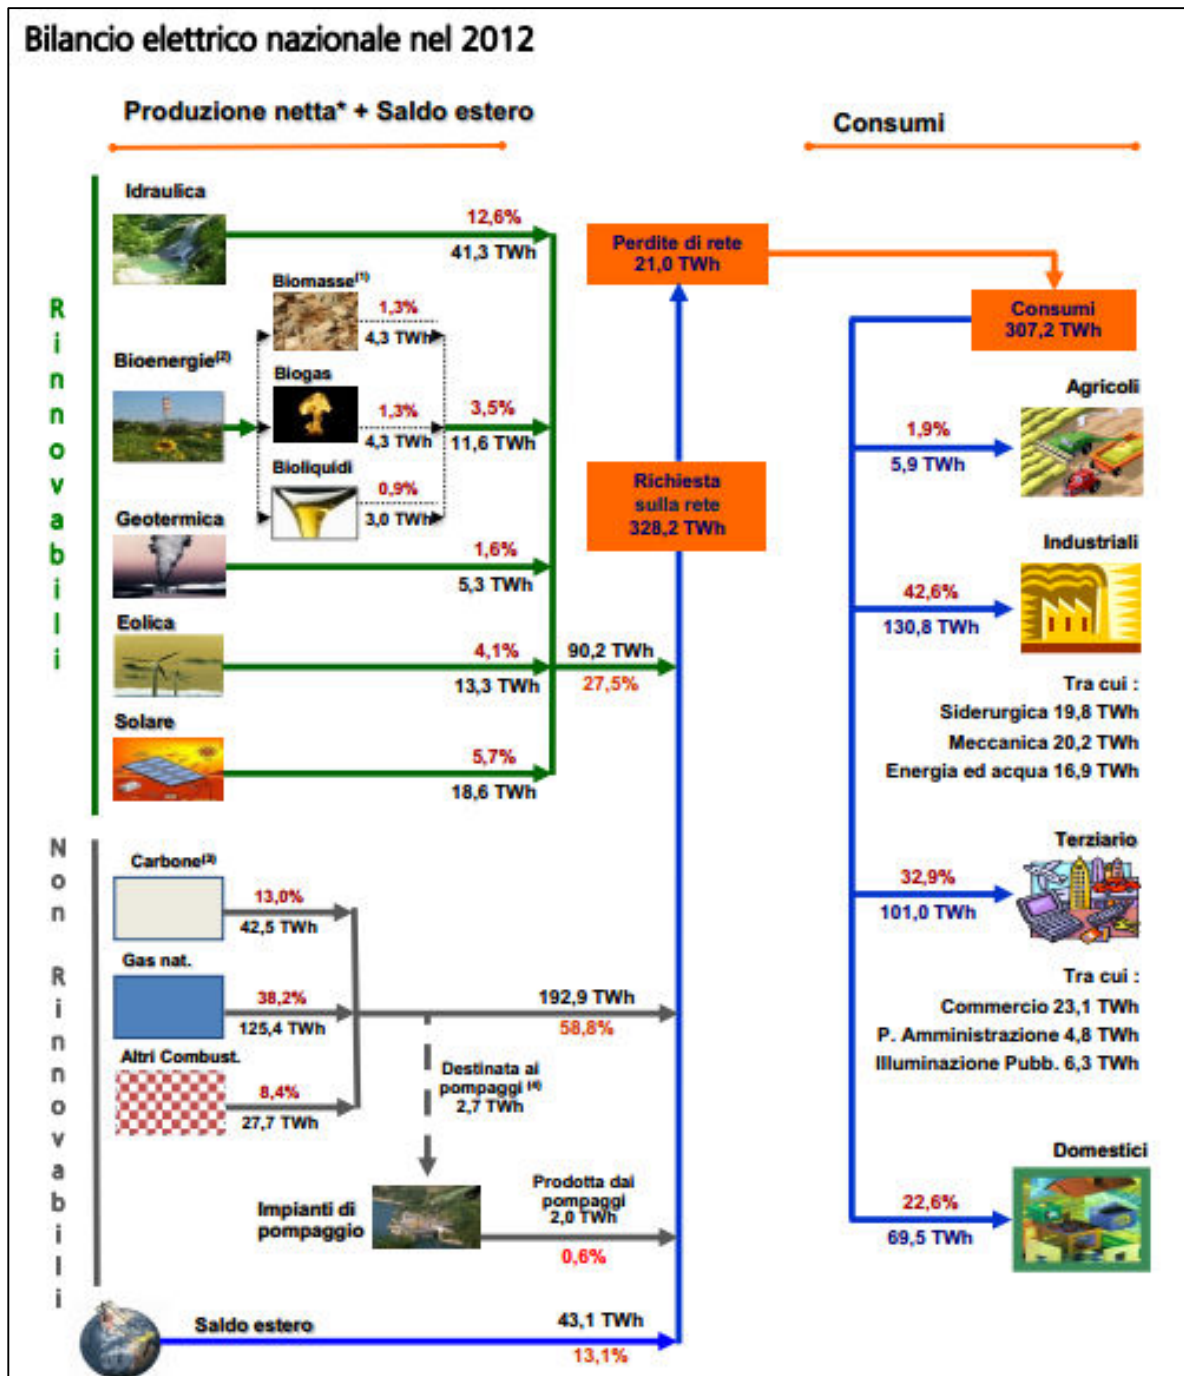 Bilancio elettrico nazionale nel 2012
Produzione netta* + Saldo estero
Consumi
Rinnovabili
Idraulica
12,6%
41,3 TWh
Biomasse(1)
1,3%
4,3 TWh
Bioenergie(2)
Biogas
1,3%
4,3 TWh
3,5%
11,6 TWh
Bioliquidi
0,9%
3,0 TWh
Geotermica
1,6%
5,3 TWh
Eolica
4,1%
13,3 TWh
90,2 TWh
27,5%
Solare
5,7%
18,6 TWh
Non Rinnovabili
Carbone(3)
13,0%
42,5 TWh
Gas nat.
38,2%
125,4 TWh
192,9 TWh
58,8%
Altri Combust.
8,4%
27,7 TWh
Destinata ai
pompaggi (4)
2,7 TWh
Impianti di
pompaggio
Prodotta dai
pompaggi
2,0 TWh
0,6%
Saldo estero
43,1 TWh
13,1%
Perdite di rete
21,0 TWh
Richiesta
sulla rete
328,2 TWh
Consumi
307,2 TWh
Agricoli
1,9%
5,9 TWh
Industriali
42,6%
130,8 TWh
Tra cui :
Siderurgica 19,8 TWh
Meccanica 20,2 TWh
Energia ed acqua 16,9 TWh
Terziario
32,9%
101,0 TWh
Tra cui :
Commercio 23,1 TWh
P. Amministrazione 4,8 TWh
Illuminazione Pubb. 6,3 TWh
Domestici
22,6%
69,5 TWh